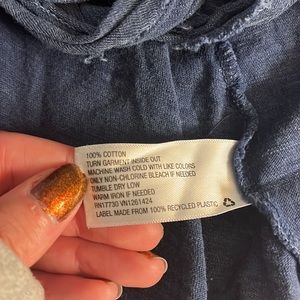 100% COTTON
TURN GARMENT INSIDE OUT
MACHINE WASH COLD WITH LIKE COLORS
ONLY NON-CHLORINE BLEACH IF NEEDED
TUMBLE DRY LOW
WARM IRON IF NEEDED
RN17730 VN1261424
LABEL MADE FROM 100% RECYCLED PLASTIC